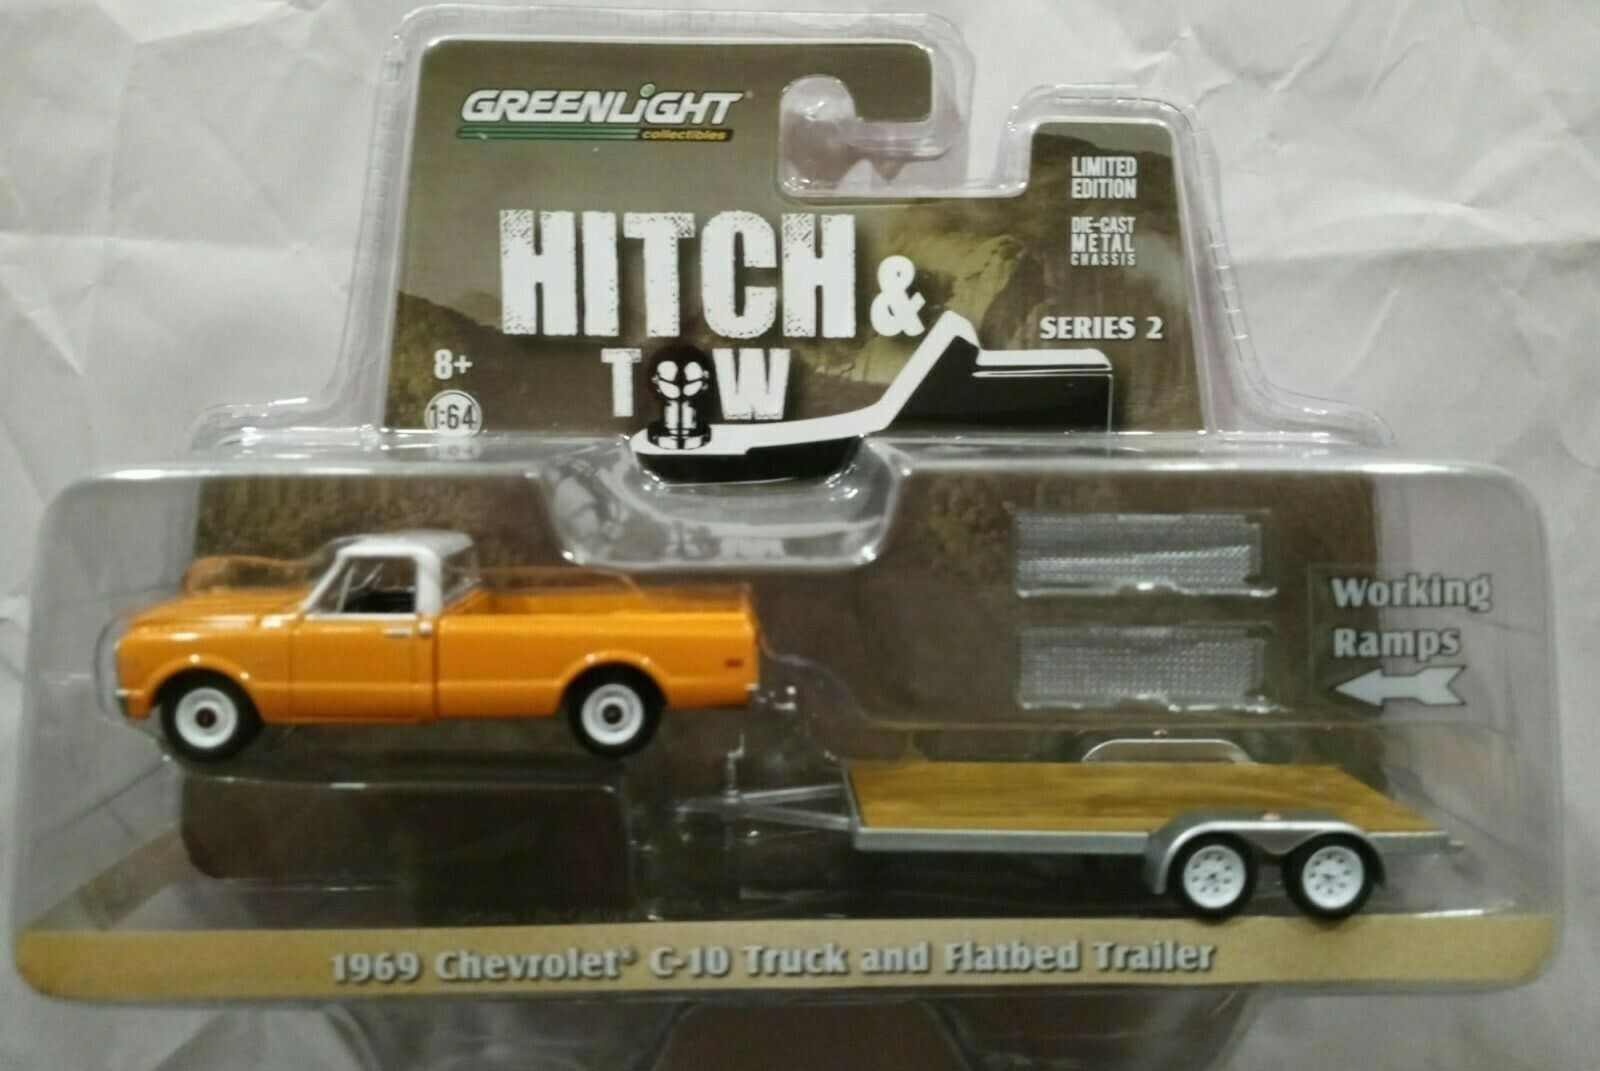 GREENLiGHT
collectibles
LIMITED
EDITION
DIE-CAST
METAL
CHASSIS
HITCH &
TOW
SERIES 2
8+
1:64
Working
Ramps
1969 Chevrolet® C-10 Truck and Flatbed Trailer